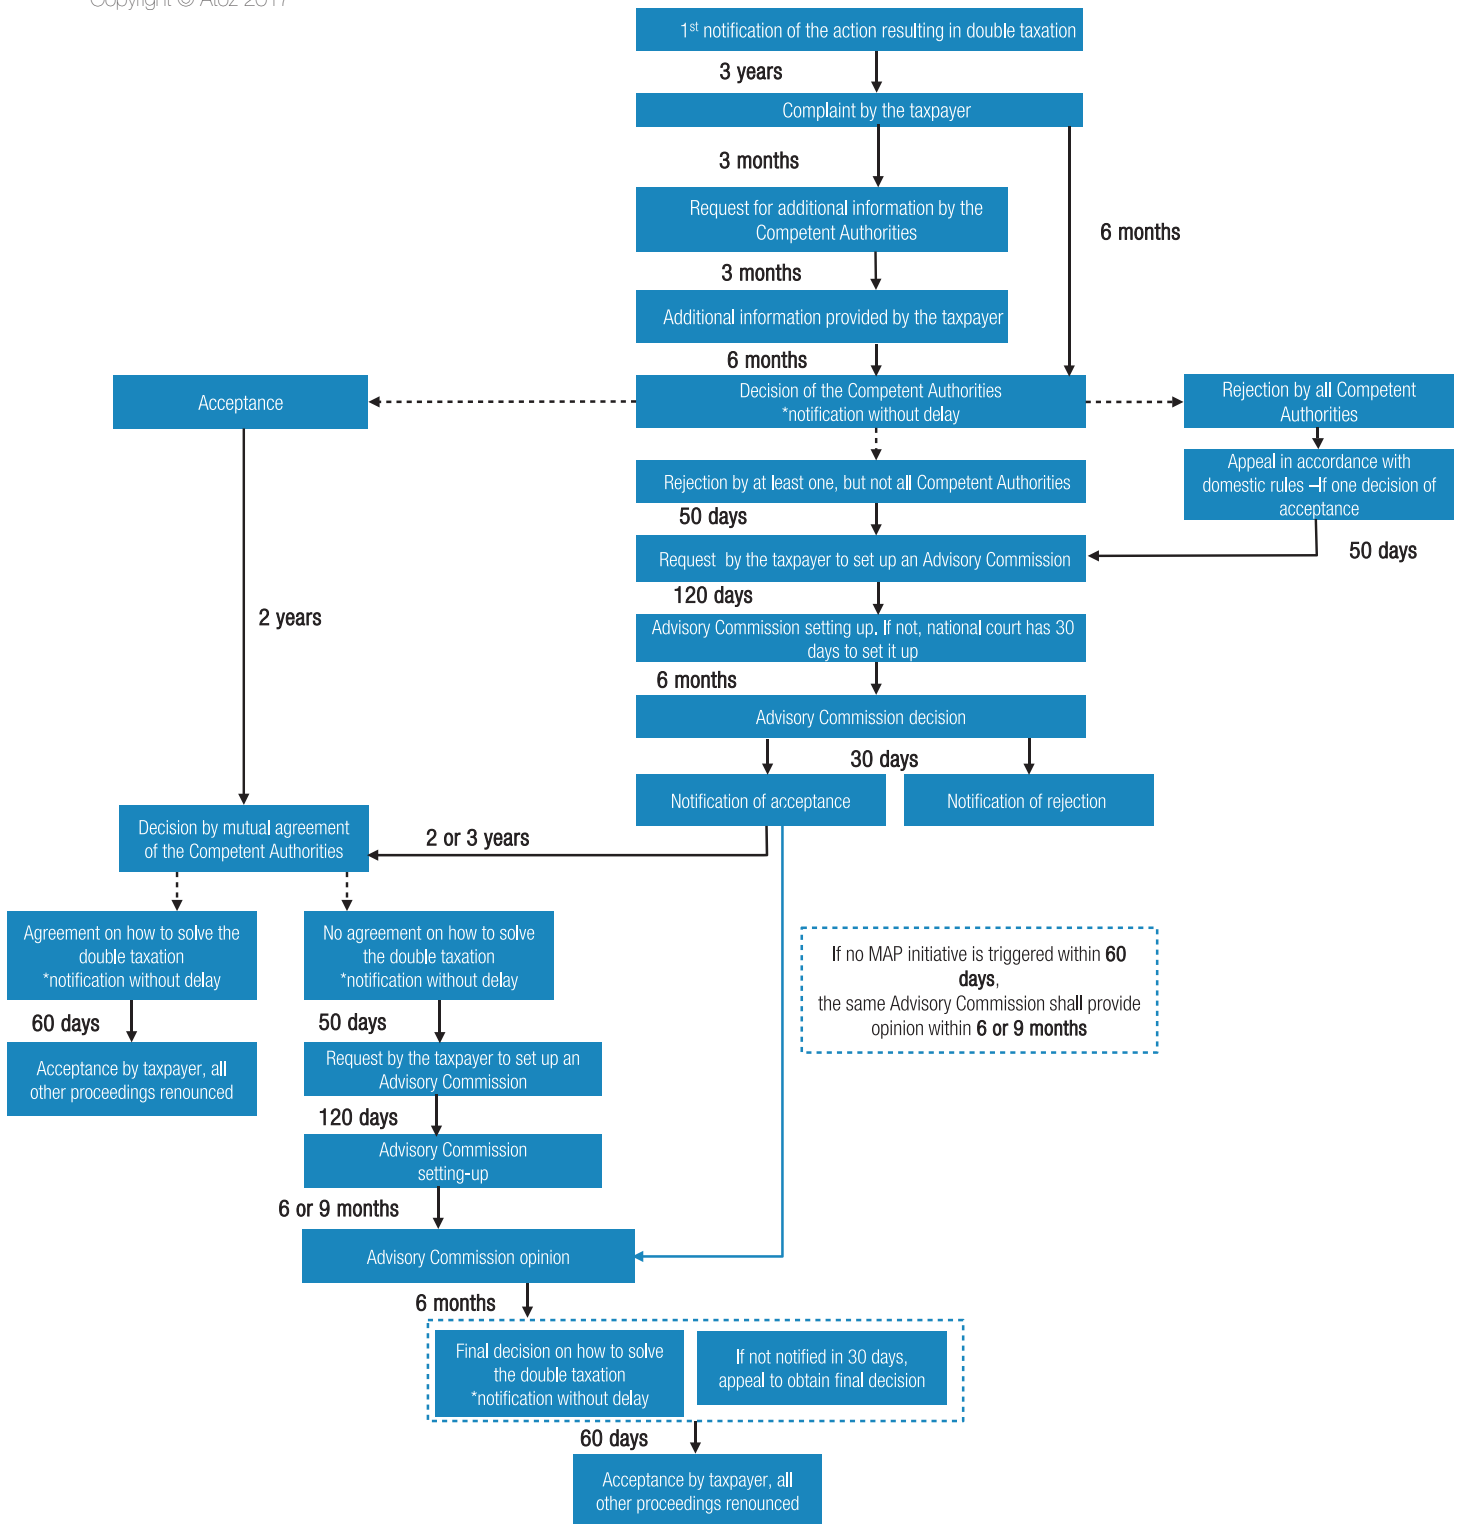 Copyright © Atoz 2017
1st notification of the action resulting in double taxation
3 years
Complaint by the taxpayer
3 months
Request for additional information by the
Competent Authorities
6 months
3 months
Additional information provided by the taxpayer
6 months
Acceptance
Decision of the Competent Authorities
*notification without delay
Rejection by all Competent
Authorities
Rejection by at least one, but not all Competent Authorities
Appeal in accordance with
domestic rules –If one decision of
acceptance
50 days
Request by the taxpayer to set up an Advisory Commission
50 days
120 days
2 years
Advisory Commission setting up. If not, national court has 30
days to set it up
6 months
Advisory Commission decision
30 days
Notification of acceptance
Notification of rejection
Decision by mutual agreement
of the Competent Authorities
2 or 3 years
Agreement on how to solve the
double taxation
*notification without delay
No agreement on how to solve
the double taxation
*notification without delay
If no MAP initiative is triggered within 60
days,
the same Advisory Commission shall provide
opinion within 6 or 9 months
60 days
50 days
Acceptance by taxpayer, all
other proceedings renounced
Request by the taxpayer to set up an
Advisory Commission
120 days
Advisory Commission
setting-up
6 or 9 months
Advisory Commission opinion
6 months
Final decision on how to solve
the double taxation
*notification without delay
If not notified in 30 days,
appeal to obtain final decision
60 days
Acceptance by taxpayer, all
other proceedings renounced